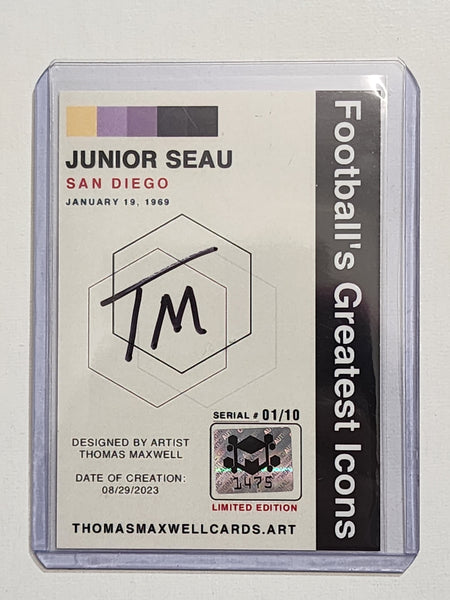 JUNIOR SEAU
SAN DIEGO
JANUARY 19, 1969
TM
SERIAL # 01/10
1475
LIMITED EDITION
DESIGNED BY ARTIST
THOMAS MAXWELL
DATE OF CREATION:
08/29/2023
THOMASMAXWELLCARDS.ART
Football's Greatest Icons